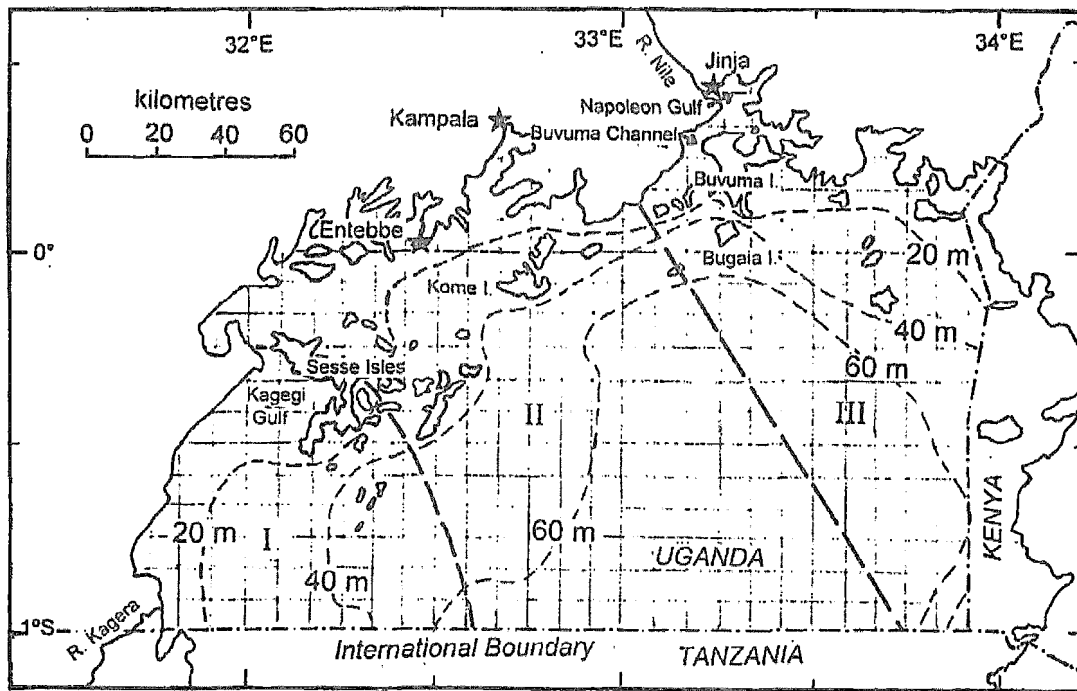 32°E
33°E
34°E
kilometres
0 20 40 60
R. Nile
Jinja
Napoleon Gulf
Kampala
Buvuma Channel
Buvuma I.
Entebbe
0°
Bugaia I.
20 m
Kome I.
40 m
60 m
Sesse Isles
Kagegi
Gulf
II
III
20 m
I
60 m
40 m
UGANDA
KENYA
R. Kagera
1°S
International Boundary
TANZANIA